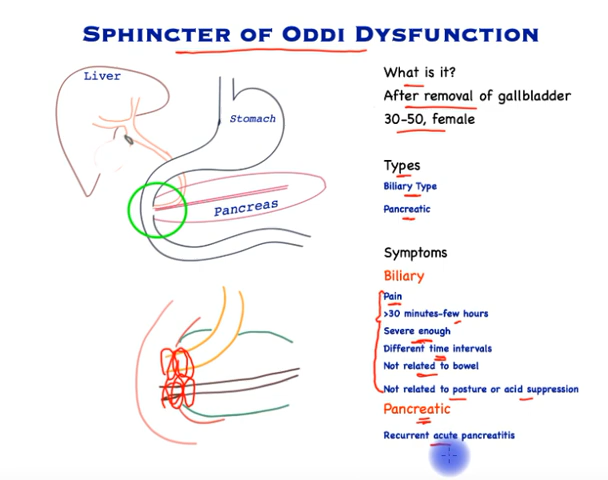 Sphincter of Oddi Dysfunction
Liver
Stomach
Pancreas
What is it?
After removal of gallbladder
30-50, female
Types
Biliary Type
Pancreatic
Symptoms
Biliary
Pain
>30 minutes-few hours
Severe enough
Different time intervals
Not related to bowel
Not related to posture or acid suppression
Pancreatic
Recurrent acute pancreatitis